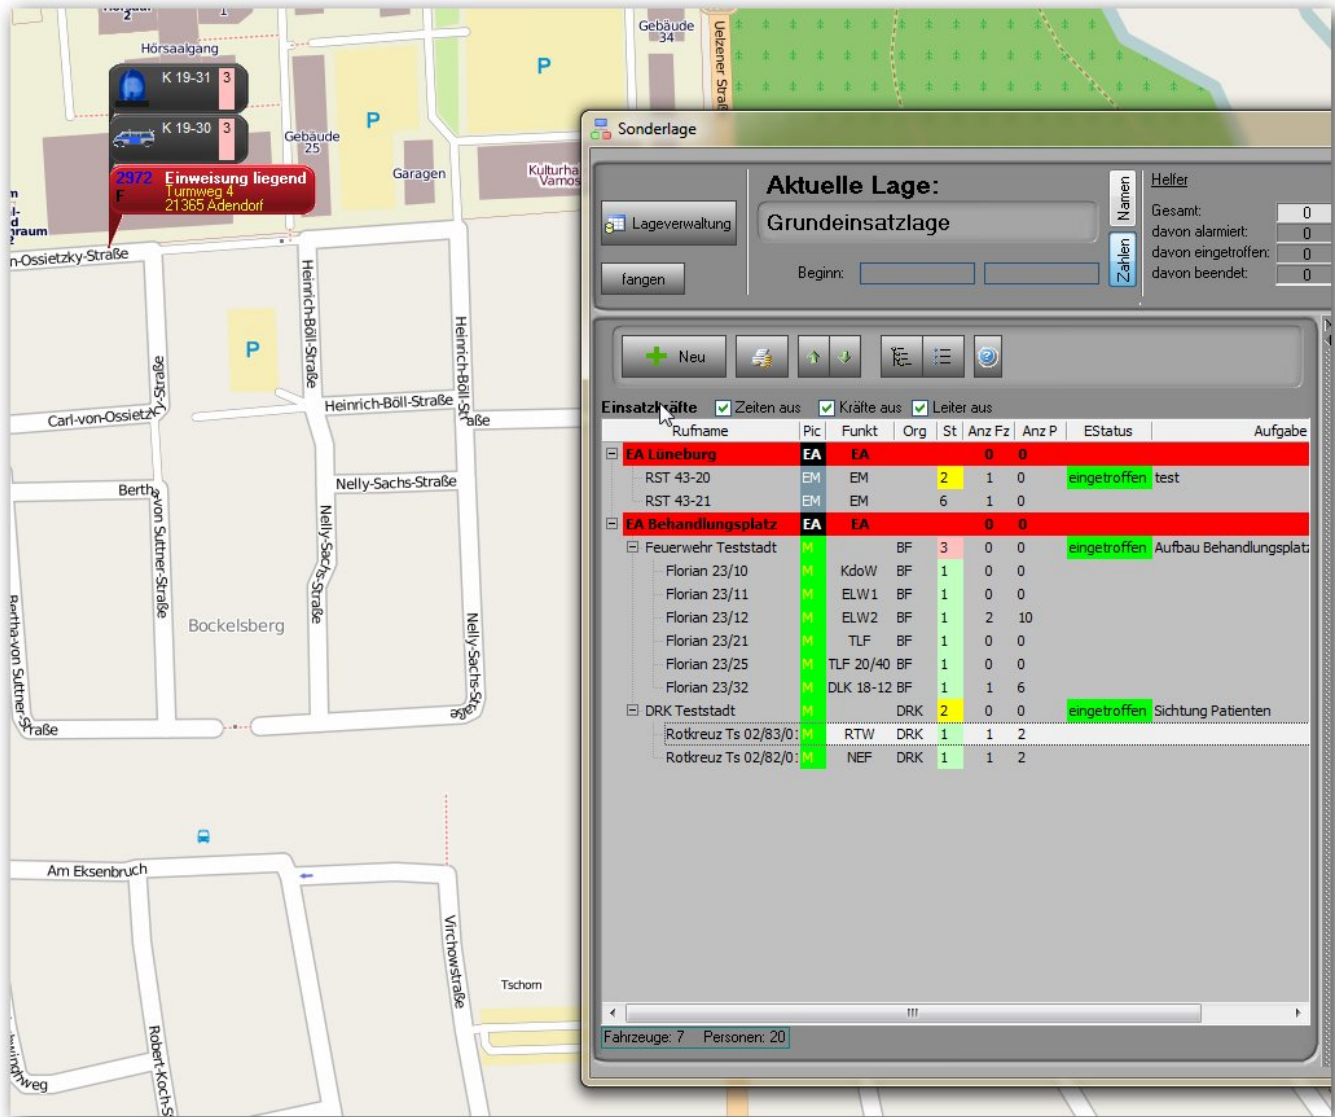 2
1
Hörsaalgang
Gebäude
34
Uelzener Straß
P
K 19-31 3
K 19-30 3
P
Gebäude
25
Garagen
Kulturha
Vamos
2972 Einweisung liegend
F Turmweg 4
21365 Adendorf
n-Ossietzky-Straße
Heinrich-Böll-Straße
Heinrich-Böll-St
P
Heinrich-Böll-Straße
Carl-von-Ossietzk
y-Straße
aße
Nelly-Sachs-Straße
Bertha
-von Suttner-Straße
Nelly-Sachs-Straße
Bertha-von Suttner-Straße
Bockelsberg
Nelly-Sachs-Straße
Am Eksenbruch
Virchowstraße
Tschorn
Robert-Koch-S
weg
Sonderlage
Lageverwaltung
fangen
Aktuelle Lage:
Grundeinsatzlage
Beginn:
Namen
Zahlen
Helfer
Gesamt: 0
davon alarmiert: 0
davon eingetroffen: 0
davon beendet: 0
Neu
Einsatzkräfte Zeiten aus Kräfte aus Leiter aus
Rufname Pic Funkt Org St Anz Fz Anz P EStatus Aufgabe
EA Lüneburg EA EA 0 0
RST 43-20 EM EM 2 1 0 eingetroffen test
RST 43-21 EM EM 6 1 0
EA Behandlungsplatz EA EA 0 0
Feuerwehr Teststadt M BF 3 0 0 eingetroffen Aufbau Behandlungsplatz
Florian 23/10 M KdoW BF 1 0 0
Florian 23/11 M ELW1 BF 1 0 0
Florian 23/12 M ELW2 BF 1 2 10
Florian 23/21 M TLF BF 1 0 0
Florian 23/25 M TLF 20/40 BF 1 0 0
Florian 23/32 M DLK 18-12 BF 1 1 6
DRK Teststadt M DRK 2 0 0 eingetroffen Sichtung Patienten
Rotkreuz Ts 02/83/01 M RTW DRK 1 1 2
Rotkreuz Ts 02/82/01 M NEF DRK 1 1 2
Fahrzeuge: 7 Personen: 20